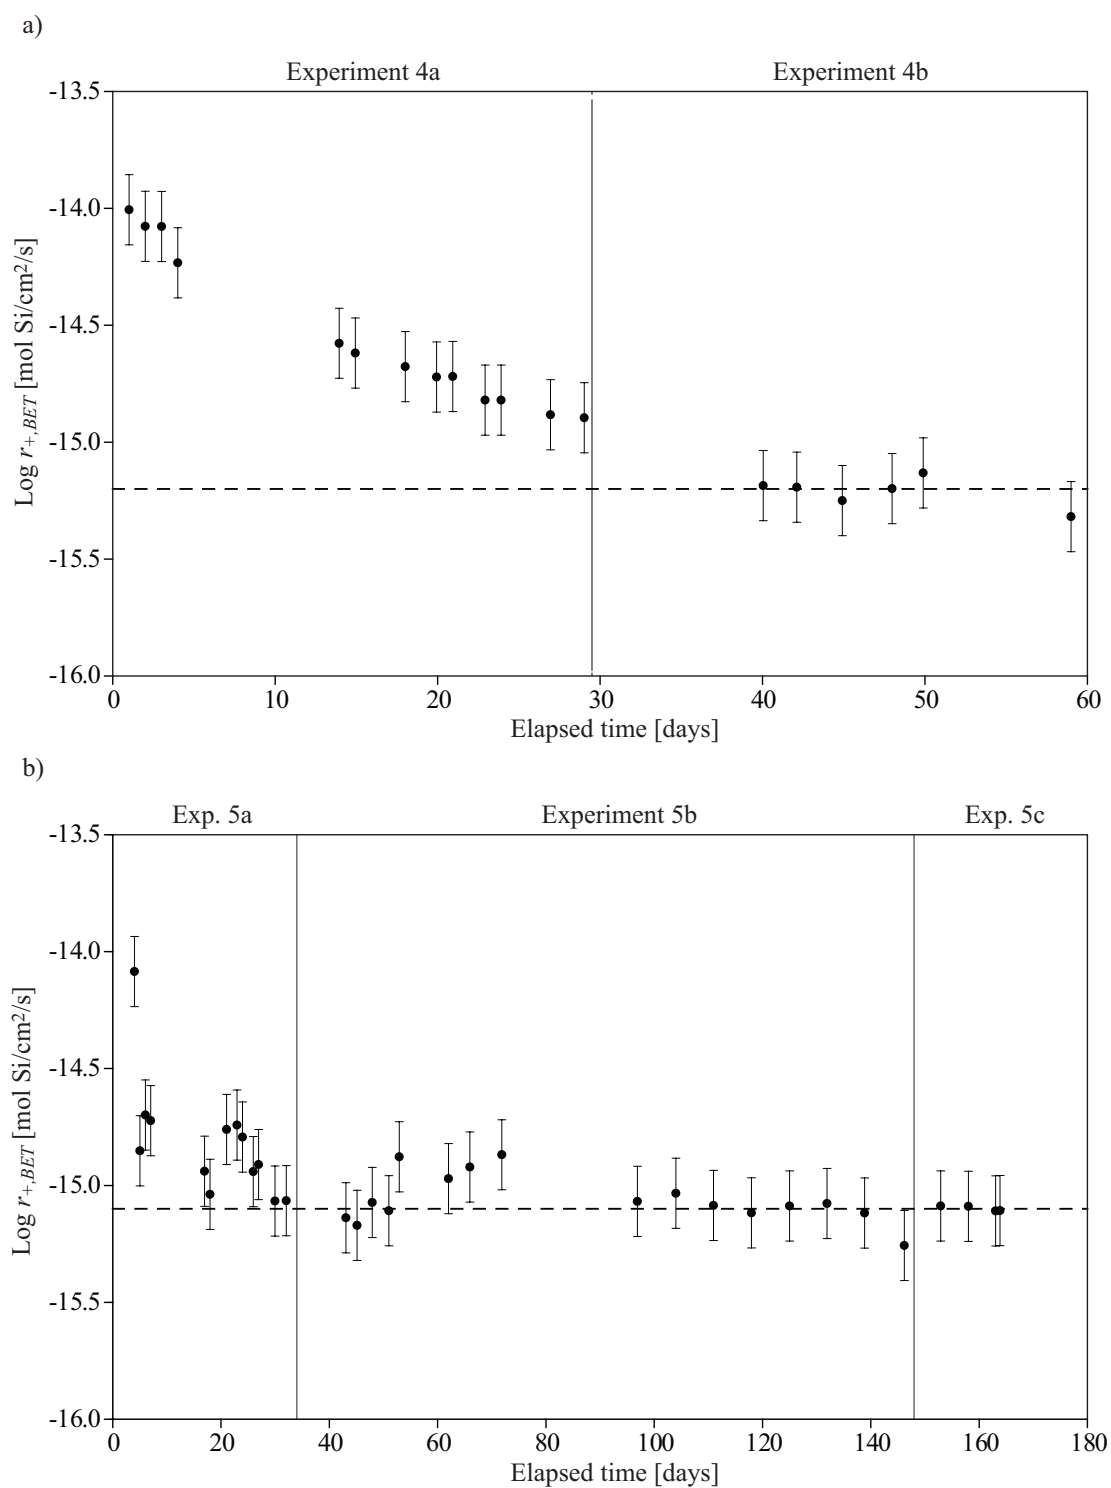 a)
Experiment 4a Experiment 4b
-13.5
-14.0
-14.5
-15.0
-15.5
-16.0
Log r+,BET [mol Si/cm2/s]
0 10 20 30 40 50 60
Elapsed time [days]
b)
Exp. 5a Experiment 5b Exp. 5c
-13.5
-14.0
-14.5
-15.0
-15.5
-16.0
Log r+,BET [mol Si/cm2/s]
0 20 40 60 80 100 120 140 160 180
Elapsed time [days]